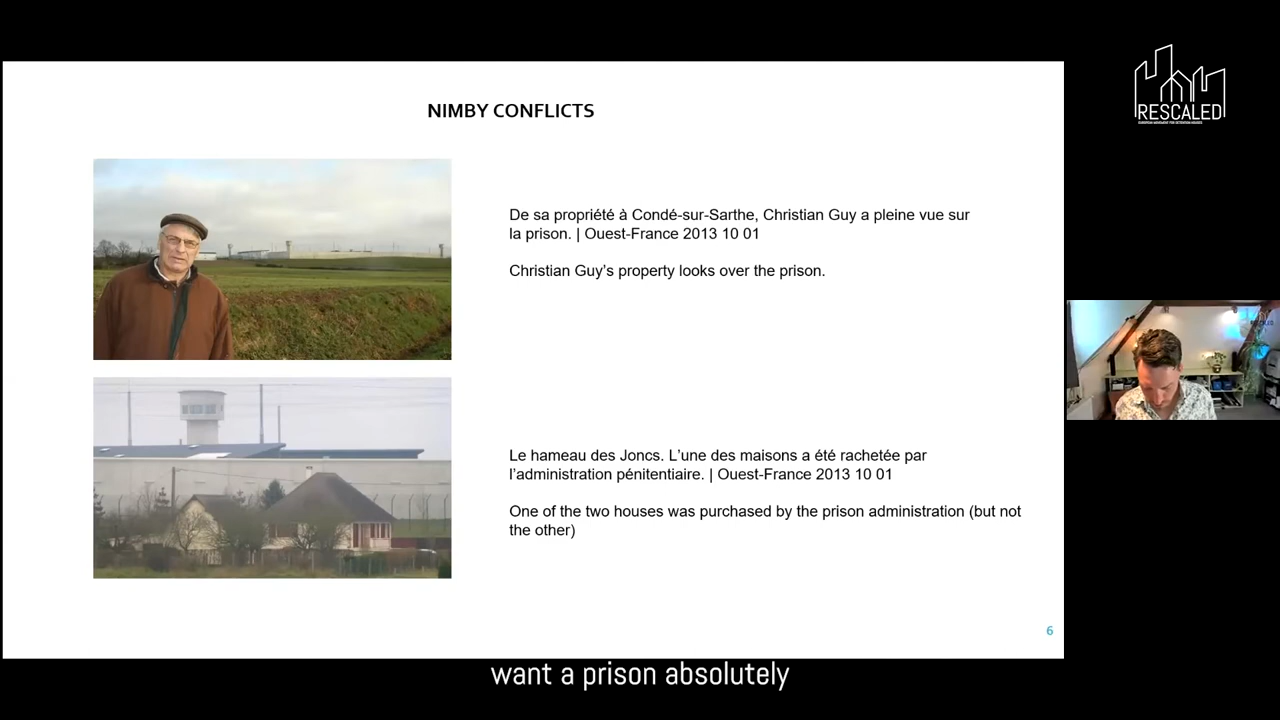 NIMBY CONFLICTS
RESCALED
De sa propriété à Condé-sur-Sarthe, Christian Guy a pleine vue sur
la prison. | Ouest-France 2013 10 01
Christian Guy’s property looks over the prison.
Le hameau des Joncs. L’une des maisons a été rachetée par
l’administration pénitentiaire. | Ouest-France 2013 10 01
One of the two houses was purchased by the prison administration (but not
the other)
6
want a prison absolutely